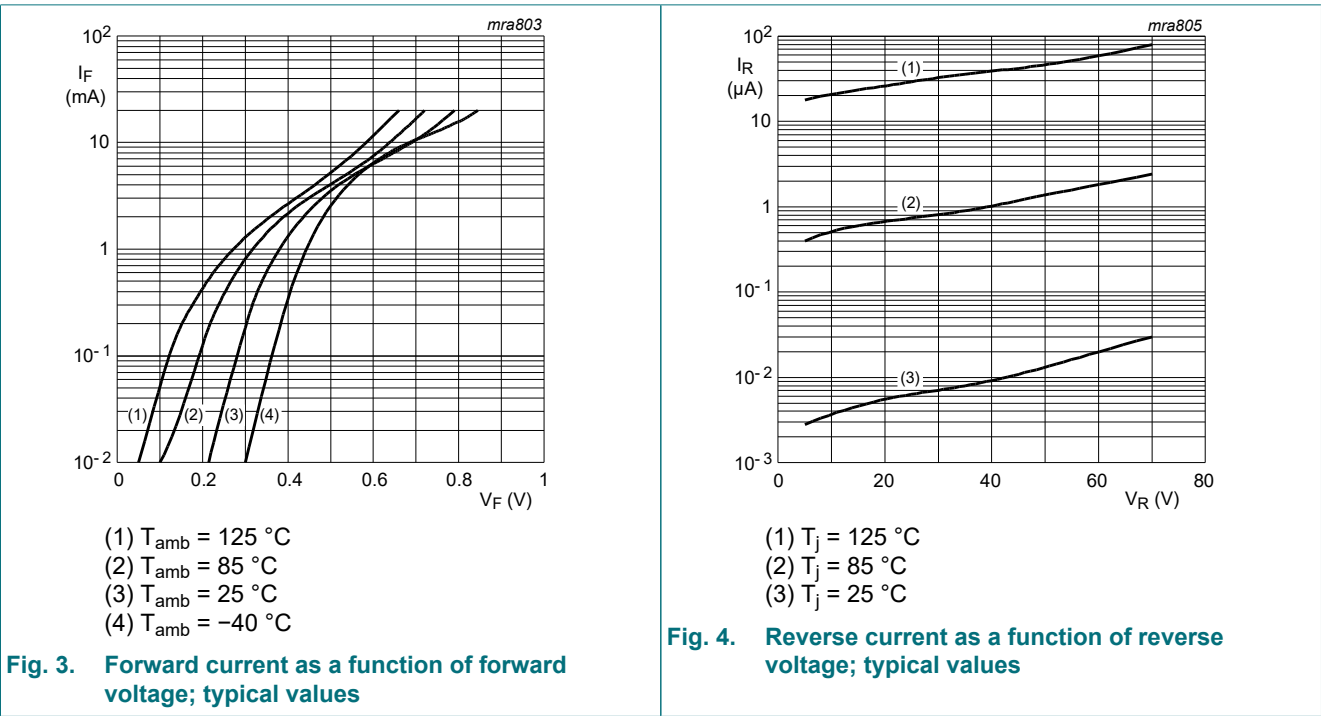 mra803
10²
I_F
(mA)
10
1
10⁻¹
10⁻²
(1)
(2)
(3)
(4)
0
0.2
0.4
0.6
0.8
1
V_F (V)
(1) T_amb = 125 °C
(2) T_amb = 85 °C
(3) T_amb = 25 °C
(4) T_amb = −40 °C
Fig. 3. Forward current as a function of forward
voltage; typical values
mra805
10²
I_R
(µA)
10
1
10⁻¹
10⁻²
10⁻³
(1)
(2)
(3)
0
20
40
60
80
V_R (V)
(1) T_j = 125 °C
(2) T_j = 85 °C
(3) T_j = 25 °C
Fig. 4. Reverse current as a function of reverse
voltage; typical values